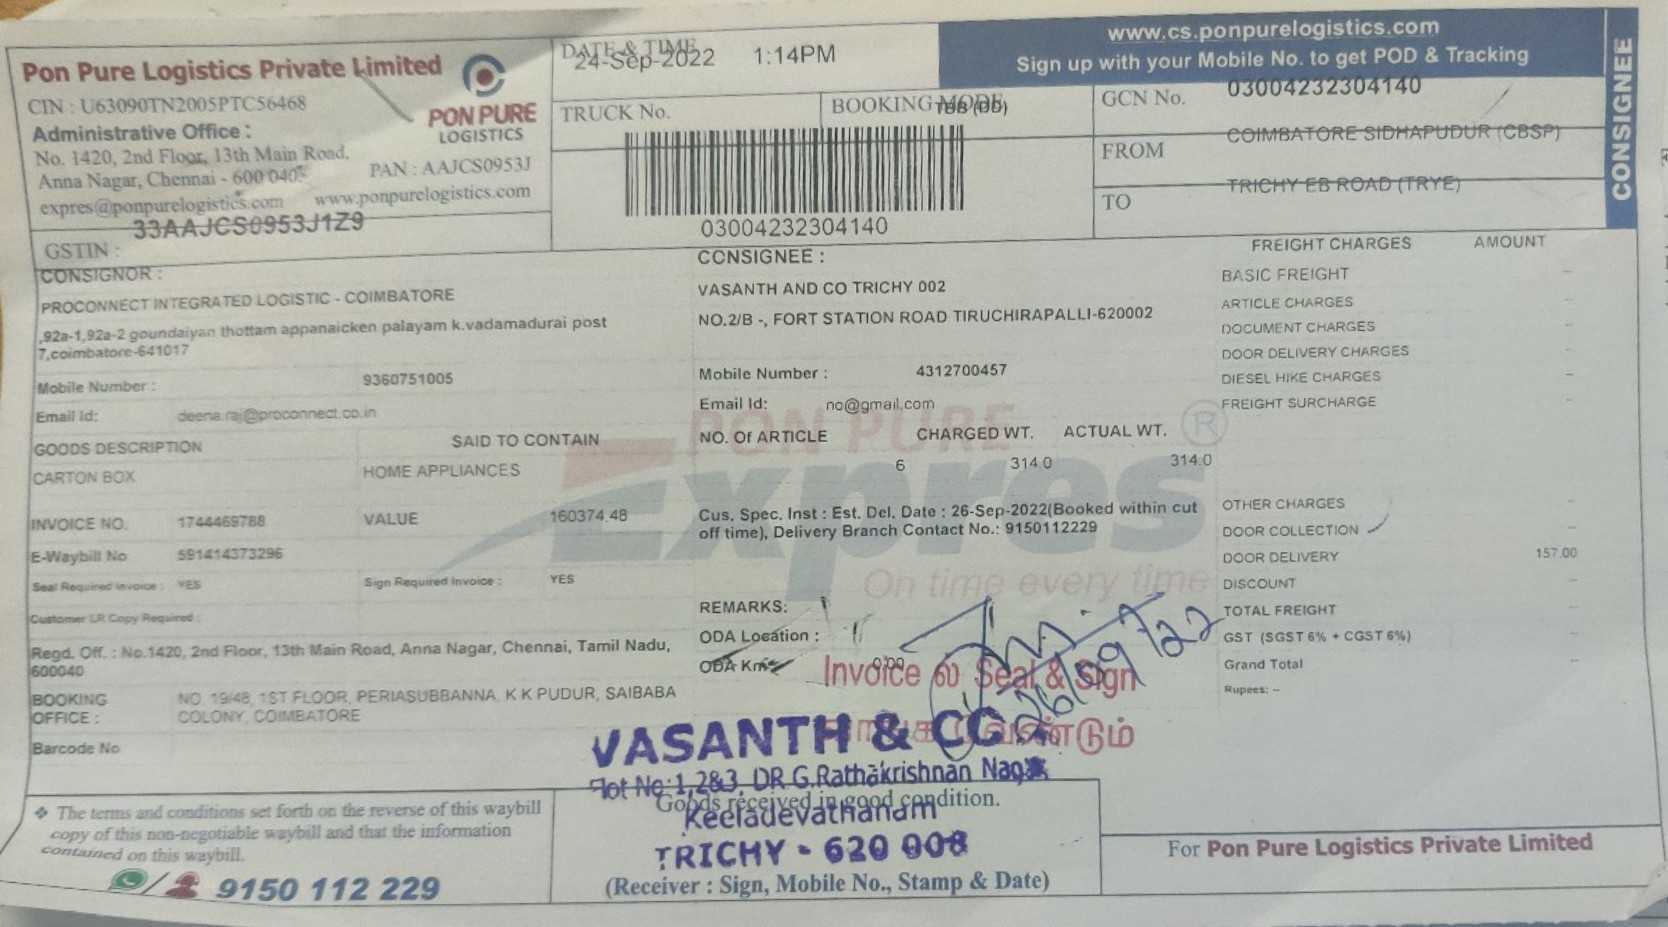 Pon Pure Logistics Private Limited
CIN : U63090TN2005PTC56468
Administrative Office :
No. 1420, 2nd Floor, 13th Main Road,
Anna Nagar, Chennai - 600 040.
PAN : AAJCS0953J
expres@ponpurelogistics.com www.ponpurelogistics.com
33AAJCS0953J1Z9
GSTIN :
PON PURE
LOGISTICS
DATE & TIME
24-Sep-2022 1:14PM
TRUCK No.
BOOKING MODE
TBB (DD)
03004232304140
www.cs.ponpurelogistics.com
Sign up with your Mobile No. to get POD & Tracking
GCN No. 03004232304140
FROM COIMBATORE SIDHAPUDUR (CBSP)
TO TRICHY EB ROAD (TRYE)
CONSIGNEE
CONSIGNOR :
PROCONNECT INTEGRATED LOGISTIC - COIMBATORE
,92a-1,92a-2 goundaiyan thottam appanaicken palayam k.vadamadurai post
7,coimbatore-641017
Mobile Number : 9360751005
Email Id: deena.raj@proconnect.co.in
GOODS DESCRIPTION SAID TO CONTAIN
CARTON BOX HOME APPLIANCES
INVOICE NO. 1744469788 VALUE 160374.48
E-Waybill No 591414373296
Seal Required Invoice : YES Sign Required Invoice : YES
Customer LR Copy Required :
Regd. Off. : No.1420, 2nd Floor, 13th Main Road, Anna Nagar, Chennai, Tamil Nadu,
600040
BOOKING OFFICE : NO. 19/48, 1ST FLOOR, PERIASUBBANNA, K K PUDUR, SAIBABA
COLONY, COIMBATORE
Barcode No
CONSIGNEE :
VASANTH AND CO TRICHY 002
NO.2/B -, FORT STATION ROAD TIRUCHIRAPALLI-620002
Mobile Number : 4312700457
Email Id: no@gmail.com
PON PURE
Expres
®
On time every time
NO. Of ARTICLE CHARGED WT. ACTUAL WT.
6 314.0 314.0
Cus. Spec. Inst : Est. Del. Date : 26-Sep-2022(Booked within cut
off time), Delivery Branch Contact No.: 9150112229
REMARKS:
ODA Location :
ODA Kms 0.00
Seal & Sign
26/09/22
VASANTH & CO
Plot No:1,2&3, DR G.Rathakrishnan Nagar
Keeladevathanam
TRICHY - 620 008
Goods received in good condition.
(Receiver : Sign, Mobile No., Stamp & Date)
FREIGHT CHARGES AMOUNT
BASIC FREIGHT –
ARTICLE CHARGES –
DOCUMENT CHARGES –
DOOR DELIVERY CHARGES –
DIESEL HIKE CHARGES –
FREIGHT SURCHARGE –
OTHER CHARGES –
DOOR COLLECTION –
DOOR DELIVERY 157.00
DISCOUNT –
TOTAL FREIGHT –
GST (SGST 6% + CGST 6%) –
Grand Total –
Rupees: --
❖ The terms and conditions set forth on the reverse of this waybill
copy of this non-negotiable waybill and that the information
contained on this waybill.
9150 112 229
For Pon Pure Logistics Private Limited